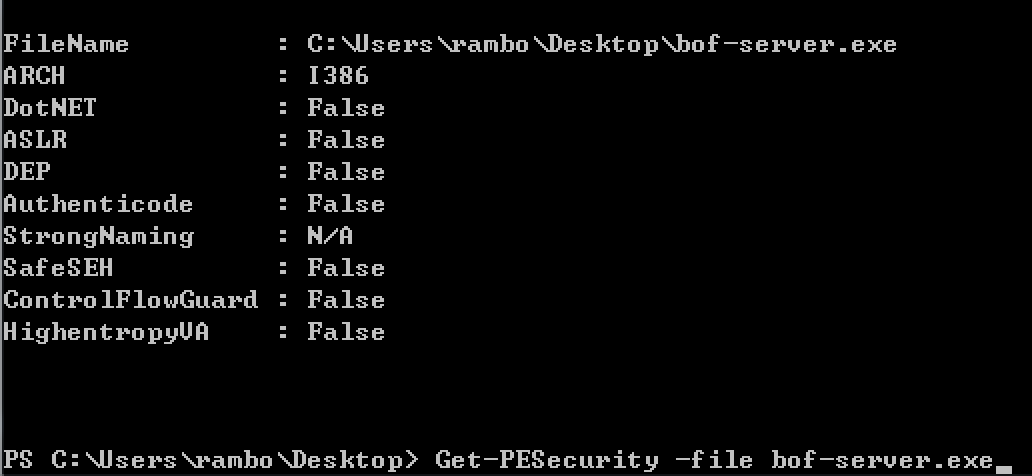 FileName         : C:\Users\rambo\Desktop\bof-server.exe
ARCH             : I386
DotNET           : False
ASLR             : False
DEP              : False
Authenticode     : False
StrongNaming     : N/A
SafeSEH          : False
ControlFlowGuard : False
HighentropyVA    : False
PS C:\Users\rambo\Desktop> Get-PESecurity -file bof-server.exe_